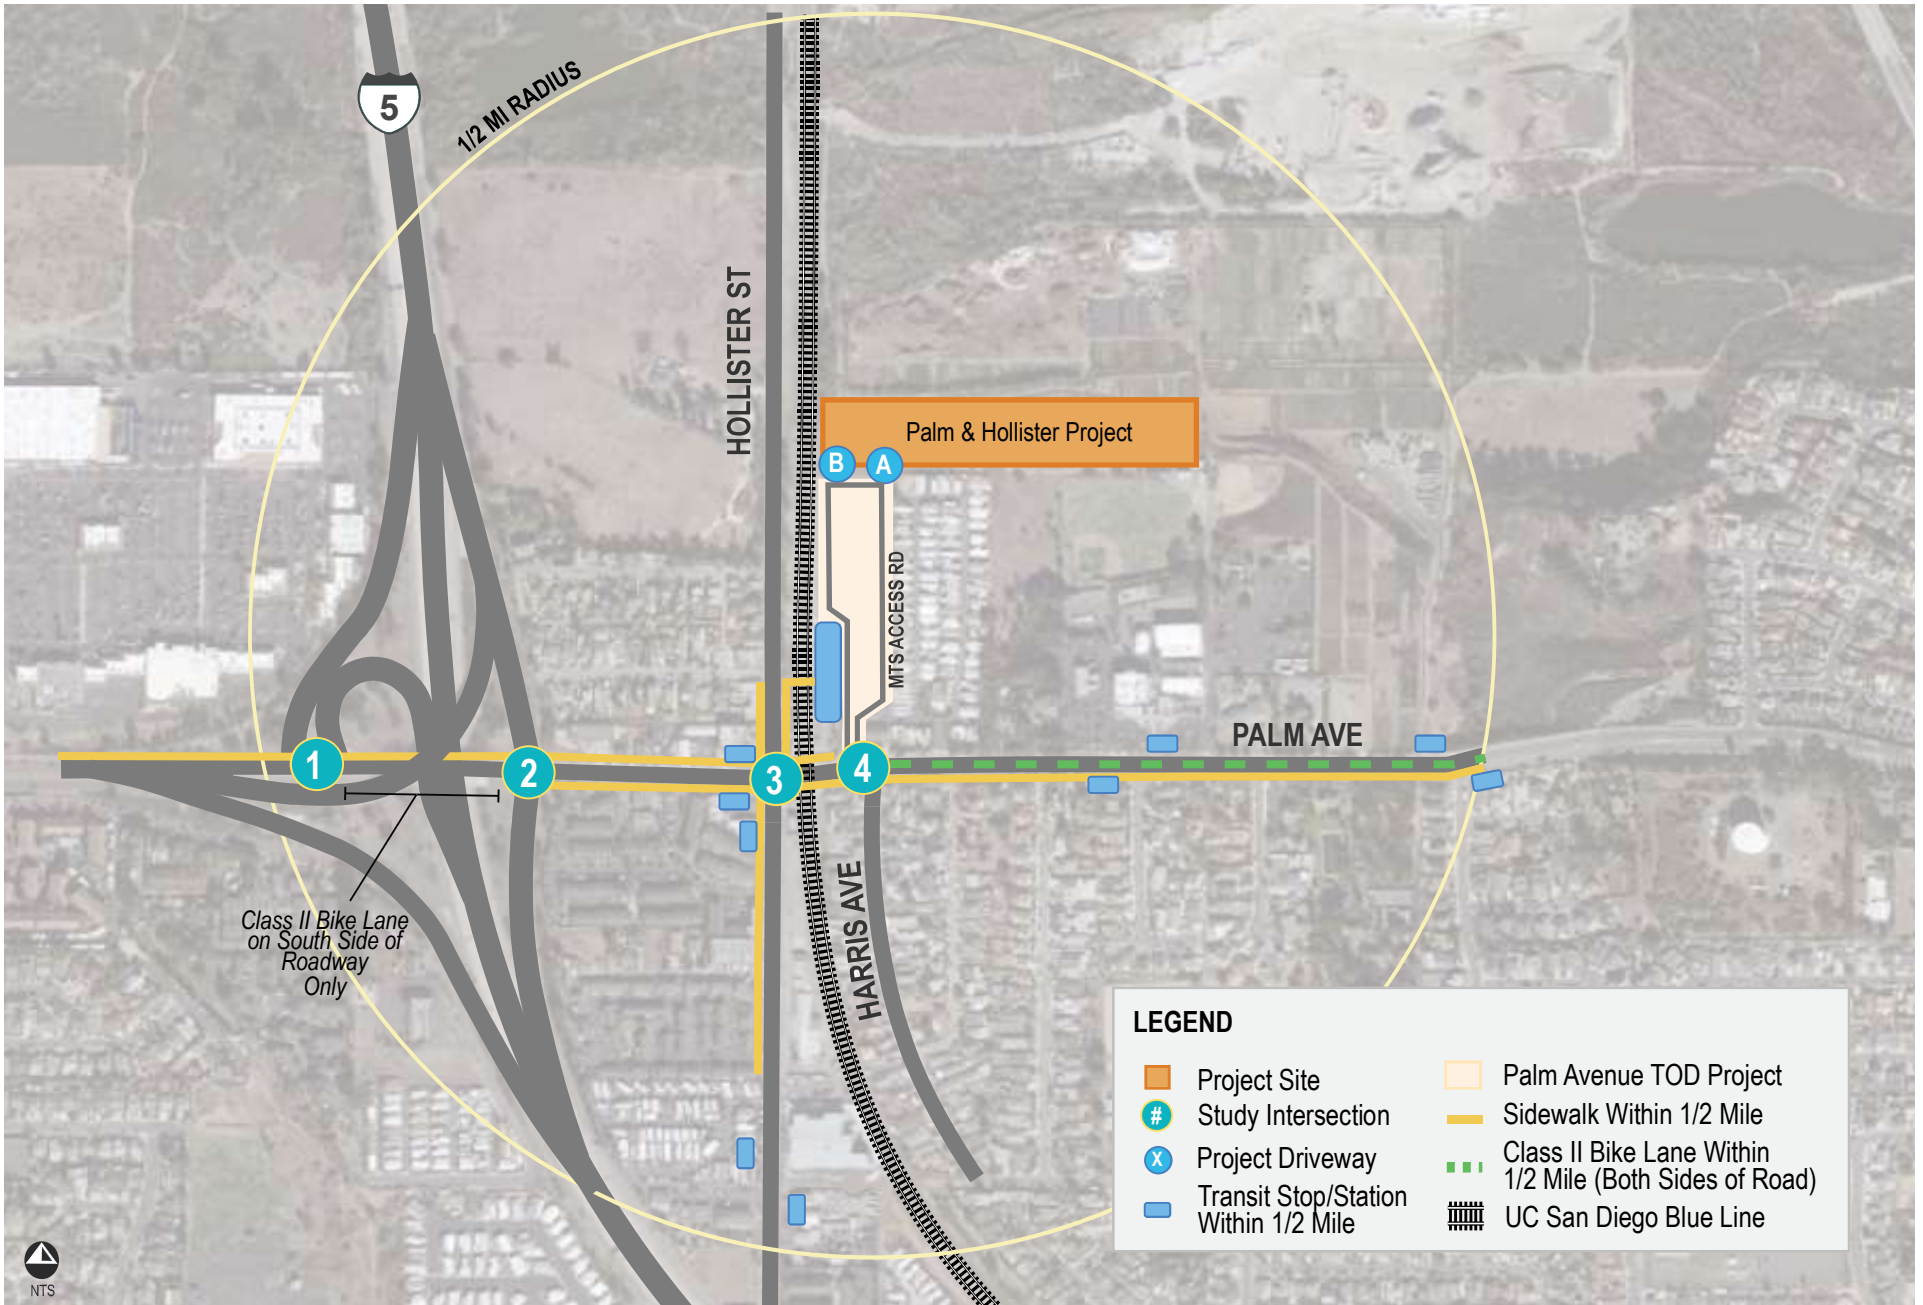 5
1/2 MI RADIUS
HOLLISTER ST
Palm & Hollister Project
B
A
MTS ACCESS RD
PALM AVE
1
2
3
4
Class II Bike Lane
on South Side of
Roadway
Only
HARRIS AVE
LEGEND
Project Site
# Study Intersection
X Project Driveway
Transit Stop/Station
Within 1/2 Mile
Palm Avenue TOD Project
Sidewalk Within 1/2 Mile
Class II Bike Lane Within
1/2 Mile (Both Sides of Road)
UC San Diego Blue Line
NTS